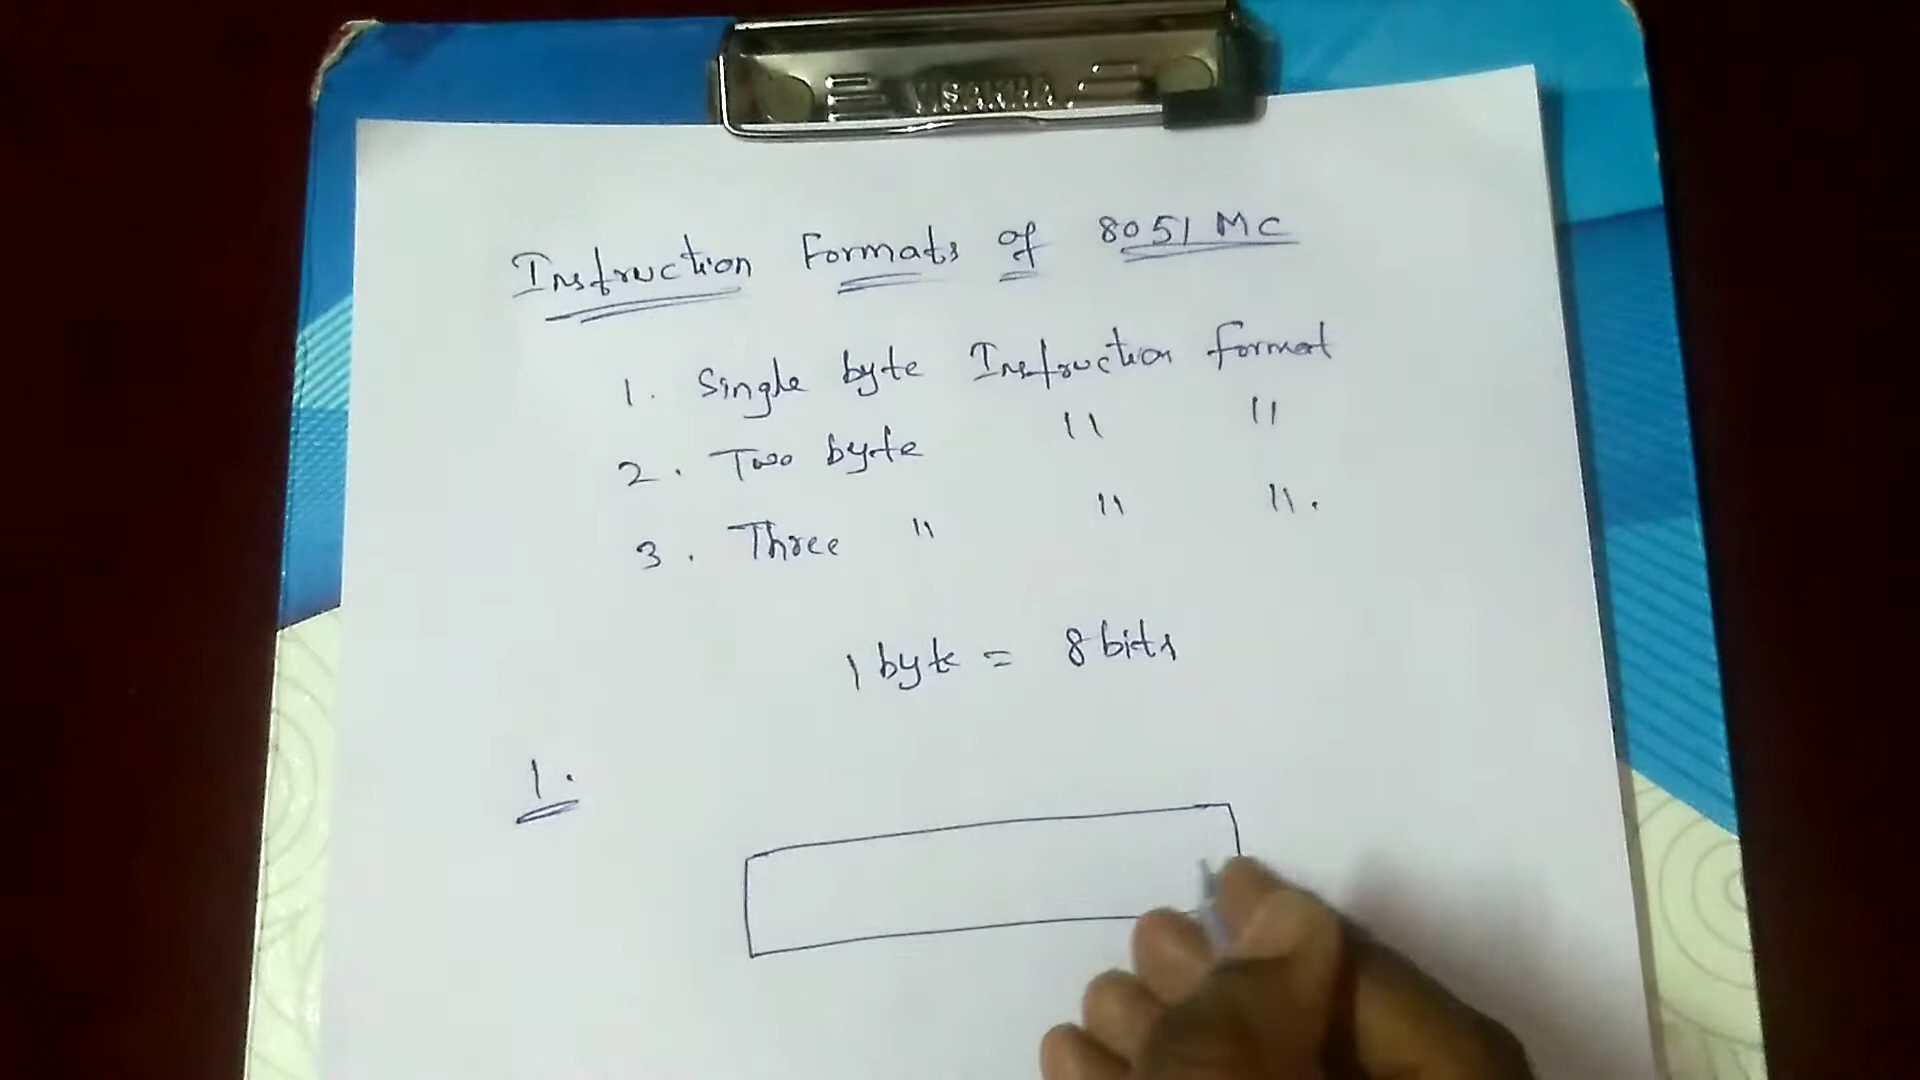 VISAKHA
Instruction Formats of 8051 MC
1. Single byte Instruction format
2. Two byte " "
3. Three " " ".
1 byte = 8 bits
1.